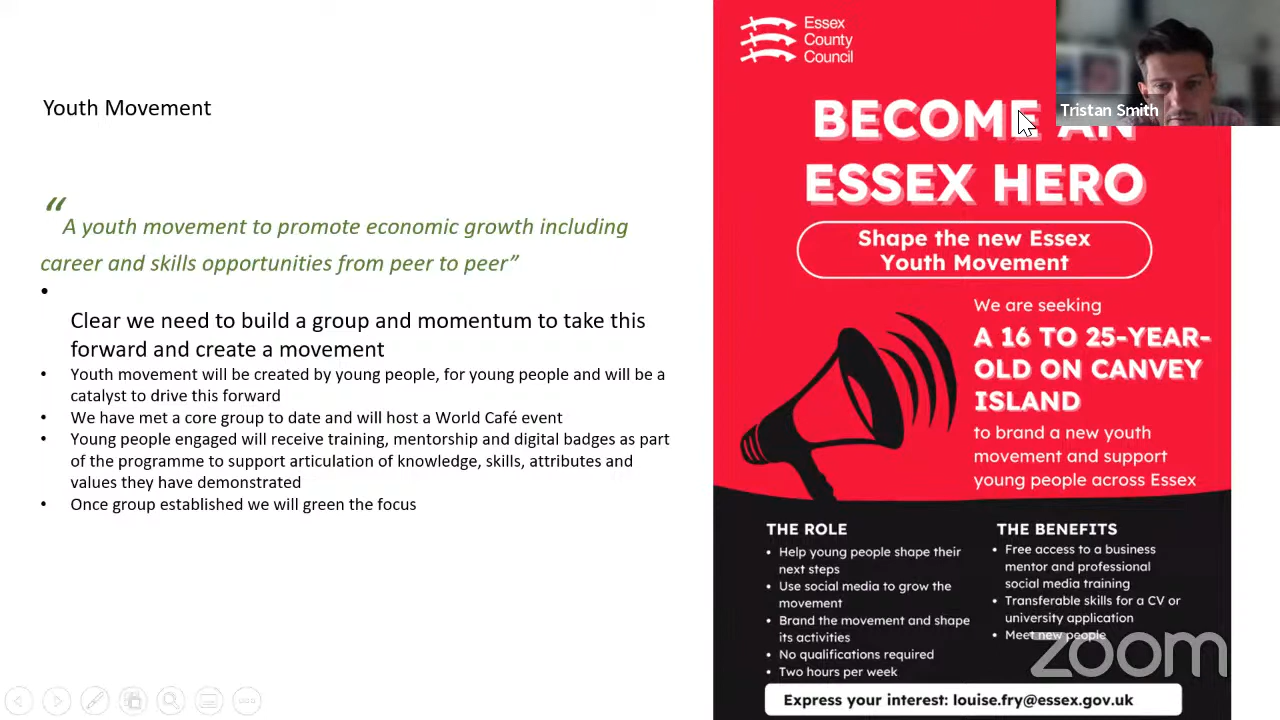 Youth Movement
“A youth movement to promote economic growth including
career and skills opportunities from peer to peer”
•
Clear we need to build a group and momentum to take this
forward and create a movement
• Youth movement will be created by young people, for young people and will be a
catalyst to drive this forward
• We have met a core group to date and will host a World Café event
• Young people engaged will receive training, mentorship and digital badges as part
of the programme to support articulation of knowledge, skills, attributes and
values they have demonstrated
• Once group established we will green the focus
Essex
County
Council
Tristan Smith
BECOME AN
ESSEX HERO
Shape the new Essex
Youth Movement
We are seeking
A 16 TO 25-YEAR-
OLD ON CANVEY
ISLAND
to brand a new youth
movement and support
young people across Essex
THE ROLE
• Help young people shape their
next steps
• Use social media to grow the
movement
• Brand the movement and shape
its activities
• No qualifications required
• Two hours per week
THE BENEFITS
• Free access to a business
mentor and professional
social media training
• Transferable skills for a CV or
university application
• Meet new people
zoom
Express your interest: louise.fry@essex.gov.uk